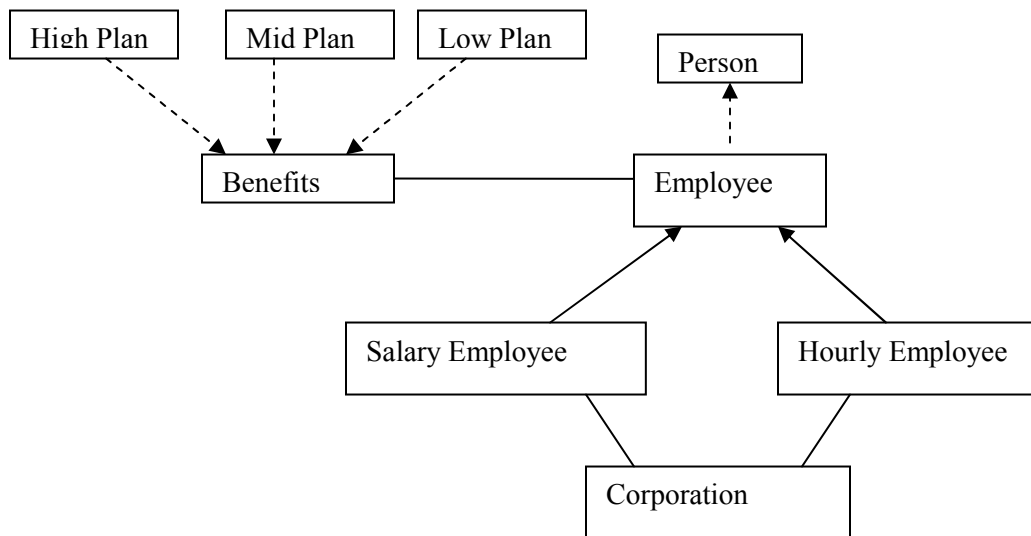 High Plan
Mid Plan
Low Plan
Person
Benefits
Employee
Salary Employee
Hourly Employee
Corporation